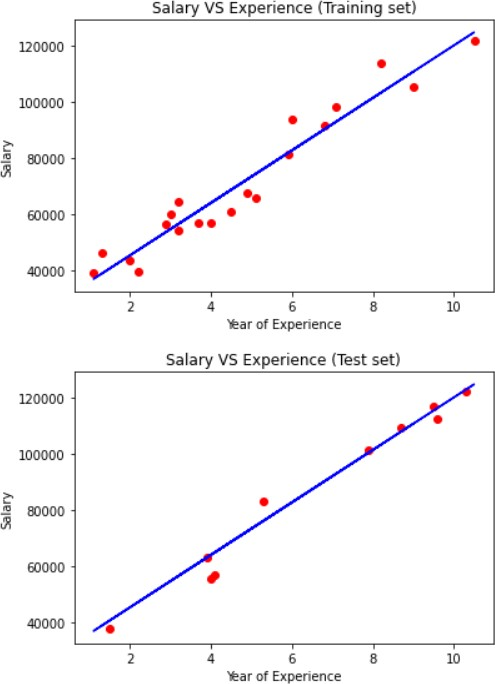 Salary VS Experience (Training set)
120000
100000
80000
60000
40000
Salary
2 4 6 8 10
Year of Experience
Salary VS Experience (Test set)
120000
100000
80000
60000
40000
Salary
2 4 6 8 10
Year of Experience